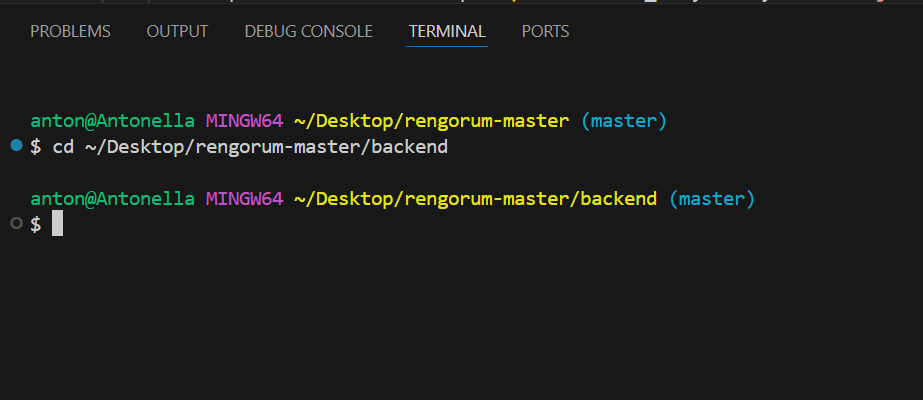 PROBLEMS OUTPUT DEBUG CONSOLE TERMINAL PORTS
anton@Antonella MINGW64 ~/Desktop/rengorum-master (master)
$ cd ~/Desktop/rengorum-master/backend
anton@Antonella MINGW64 ~/Desktop/rengorum-master/backend (master)
$